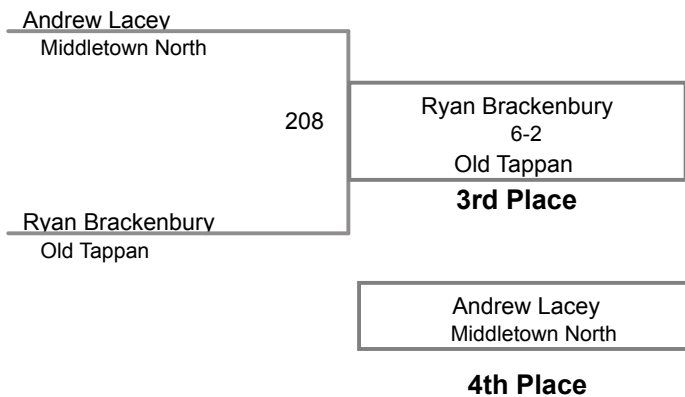 Andrew Lacey
Middletown North
208
Ryan Brackenbury
6-2
Old Tappan
3rd Place
Ryan Brackenbury
Old Tappan
Andrew Lacey
Middletown North
4th Place